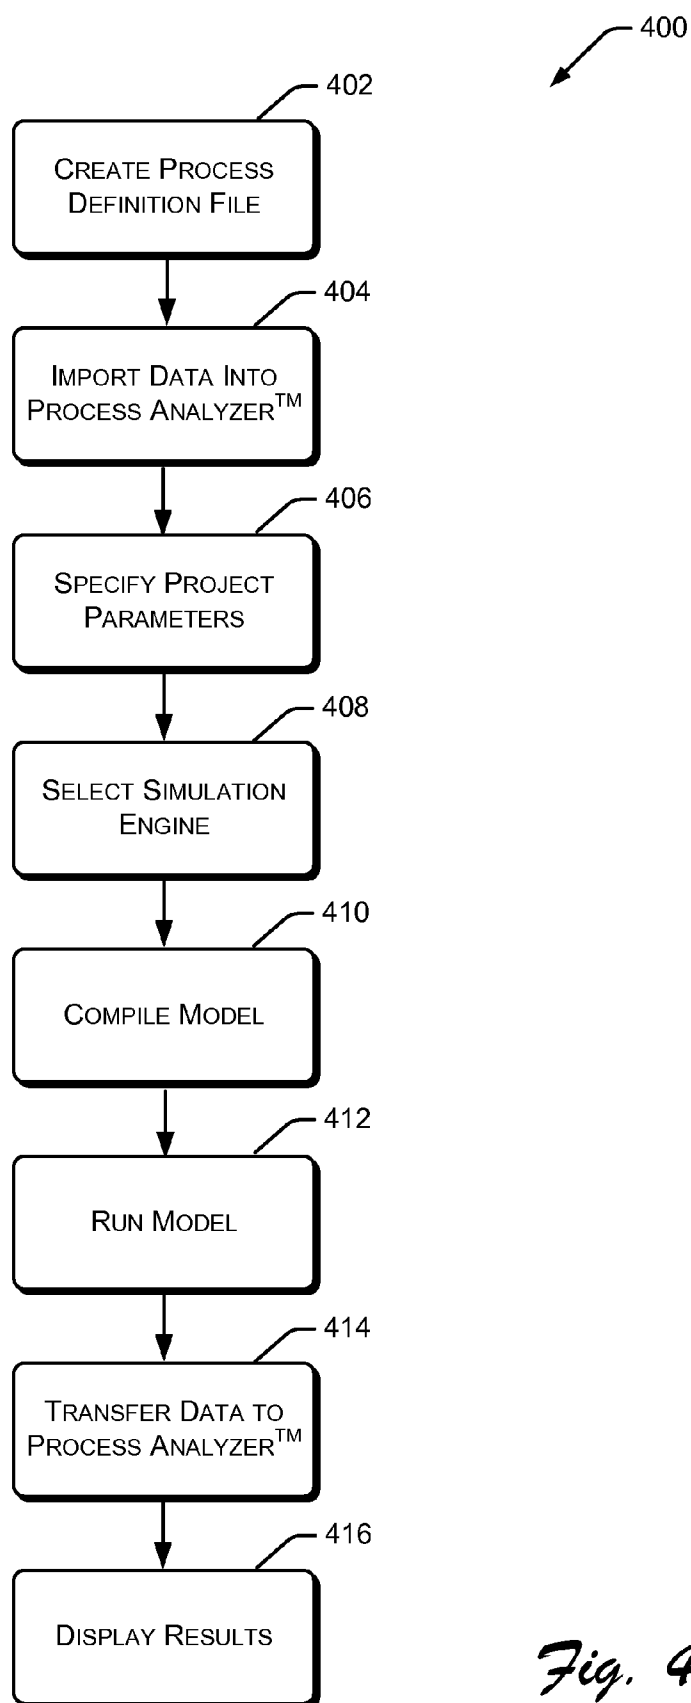 400
402
CREATE PROCESS
DEFINITION FILE
404
IMPORT DATA INTO
PROCESS ANALYZER™
406
SPECIFY PROJECT
PARAMETERS
408
SELECT SIMULATION
ENGINE
410
COMPILE MODEL
412
RUN MODEL
414
TRANSFER DATA TO
PROCESS ANALYZER™
416
DISPLAY RESULTS
Fig. 4